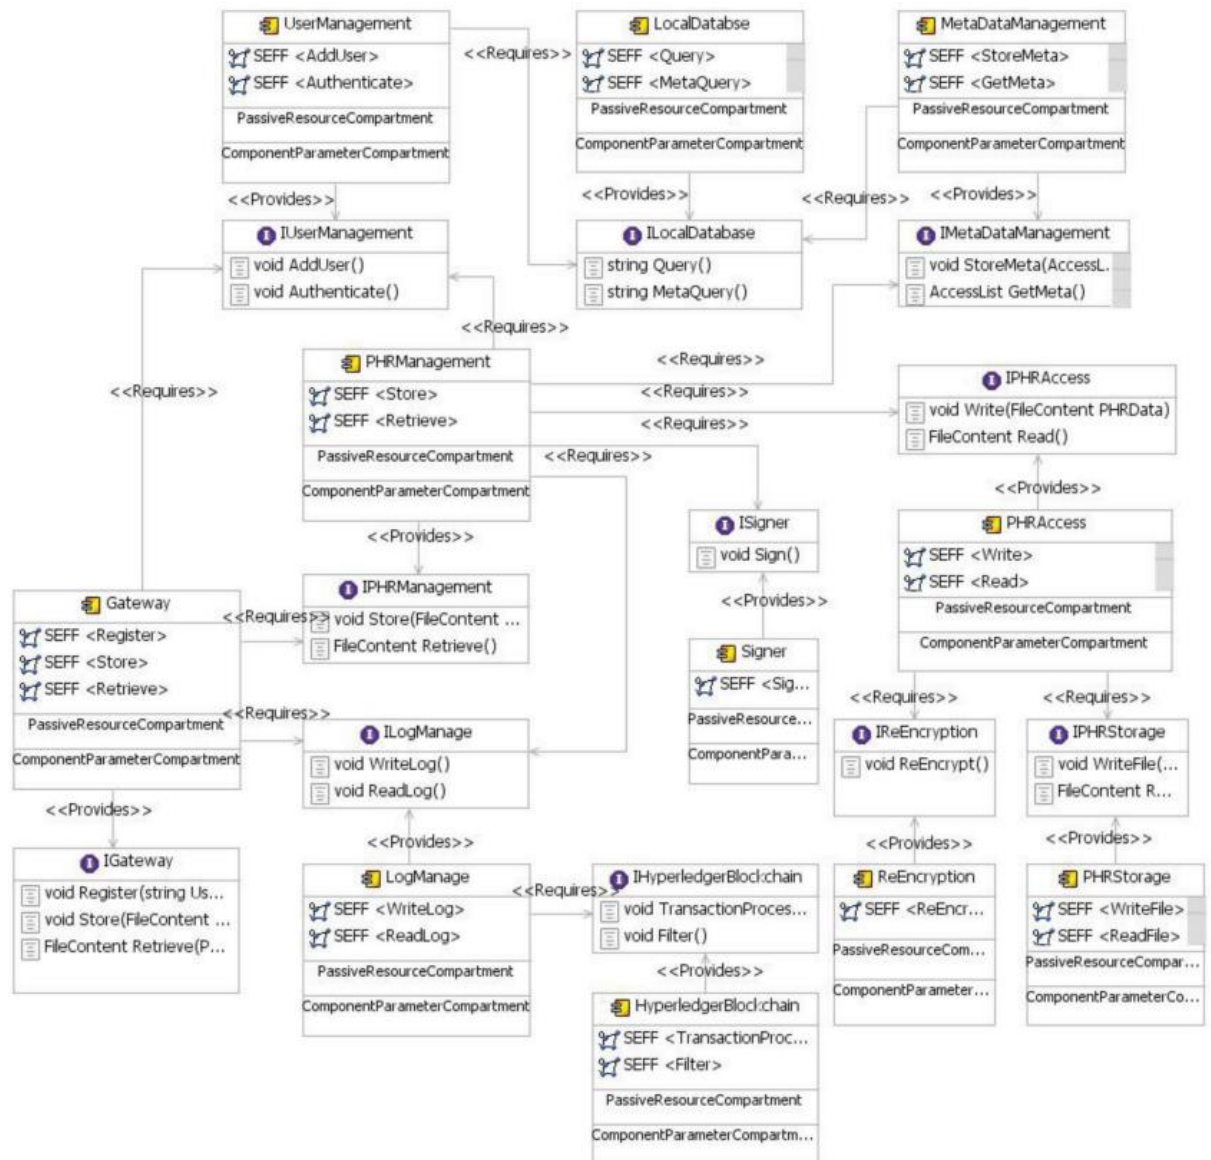 UserManagement
SEFF <AddUser>
SEFF <Authenticate>
PassiveResourceCompartment
ComponentParameterCompartment
<<Requires>>
LocalDatabse
SEFF <Query>
SEFF <MetaQuery>
PassiveResourceCompartment
ComponentParameterCompartment
MetaDataManagement
SEFF <StoreMeta>
SEFF <GetMeta>
PassiveResourceCompartment
ComponentParameterCompartment
<<Provides>>
<<Provides>>
<<Requires>>
<<Provides>>
IUserManagement
void AddUser()
void Authenticate()
ILocalDatabase
string Query()
string MetaQuery()
IMetaDataManagement
void StoreMeta(AccessL..
AccessList GetMeta()
<<Requires>>
PHRManagement
SEFF <Store>
SEFF <Retrieve>
PassiveResourceCompartment
ComponentParameterCompartment
<<Requires>>
<<Requires>>
<<Requires>>
<<Requires>>
<<Requires>>
IPHRAccess
void Write(FileContent PHRData)
FileContent Read()
<<Provides>>
<<Provides>>
ISigner
void Sign()
PHRAccess
SEFF <Write>
SEFF <Read>
PassiveResourceCompartment
ComponentParameterCompartment
IPHRManagement
void Store(FileContent ...
FileContent Retrieve()
<<Provides>>
Gateway
SEFF <Register>
SEFF <Store>
SEFF <Retrieve>
PassiveResourceCompartment
ComponentParameterCompartment
<<Requires>>
<<Requires>>
Signer
SEFF <Sig...
PassiveResource...
ComponentPara...
<<Requires>>
<<Requires>>
ILogManage
void WriteLog()
void ReadLog()
IReEncryption
void ReEncrypt()
IPHRStorage
void WriteFile(...
FileContent R...
<<Provides>>
<<Provides>>
<<Provides>>
<<Provides>>
IGateway
void Register(string Us...
void Store(FileContent ...
FileContent Retrieve(P...
LogManage
SEFF <WriteLog>
SEFF <ReadLog>
PassiveResourceCompartment
ComponentParameterCompartment
<<Requires>>
IHyperledgerBlockchain
void TransactionProces...
void Filter()
<<Provides>>
ReEncryption
SEFF <ReEncr...
PassiveResourceCom...
ComponentParameter...
PHRStorage
SEFF <WriteFile>
SEFF <ReadFile>
PassiveResourceCompar...
ComponentParameterCo...
HyperledgerBlockchain
SEFF <TransactionProc...
SEFF <Filter>
PassiveResourceCompartment
ComponentParameterCompartm...